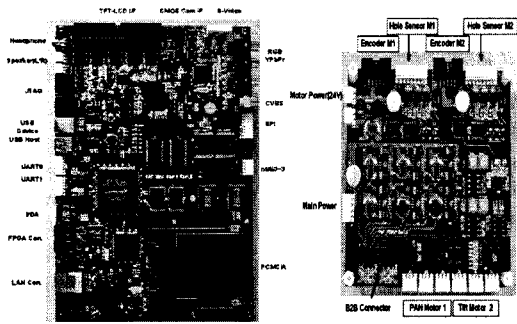 TFT-LCD I/F
CMOS Cam I/F
S-Video
Headphone
Speaker(L/R)
JTAG
USB
Device
USB Host
UART0
UART1
IrDA
FPGA Con.
LAN Con.
RGB
YPbPr
CVBS
SPI
PCMCIA
Hole Sensor M1
Hole Sensor M2
Encoder M1
Encoder M2
Motor Power(24V)
Main Power
B2B Connector
PAN Motor 1
Tilt Motor 2